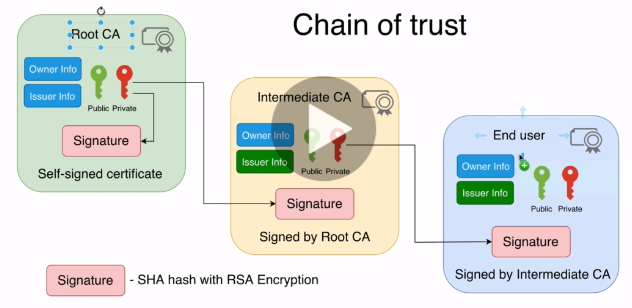 Chain of trust
Root CA
Owner Info
Issuer Info
Public Private
Signature
Self-signed certificate
Intermediate CA
Owner Info
Issuer Info
Public Private
Signature
Signed by Root CA
End user
Owner Info
Issuer Info
Public Private
Signature
Signed by Intermediate CA
Signature - SHA hash with RSA Encryption